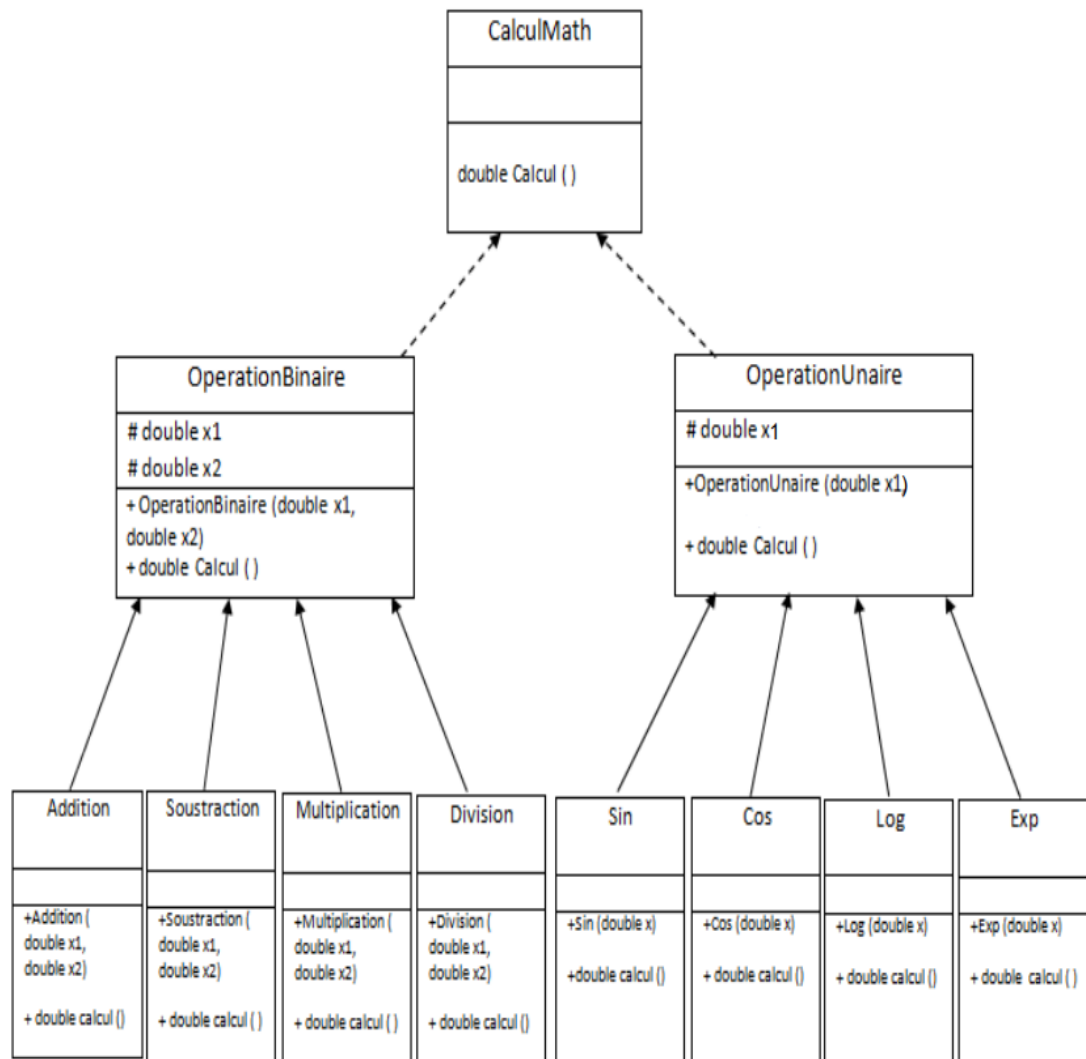 CalculMath
double Calcul ( )
OperationBinaire
# double x1
# double x2
+ OperationBinaire (double x1,
double x2)
+ double Calcul ( )
OperationUnaire
# double x1
+OperationUnaire (double x1)
+ double Calcul ( )
Addition
+Addition (
double x1,
double x2)
+ double calcul ()
Soustraction
+Soustraction (
double x1,
double x2)
+ double calcul ( )
Multiplication
+Multiplication (
double x1,
double x2)
+ double calcul ( )
Division
+Division (
double x1,
double x2)
+ double calcul ()
Sin
+Sin (double x)
+double calcul ()
Cos
+Cos (double x)
+ double calcul ()
Log
+Log (double x)
+ double calcul ()
Exp
+Exp (double x)
+ double calcul ( )